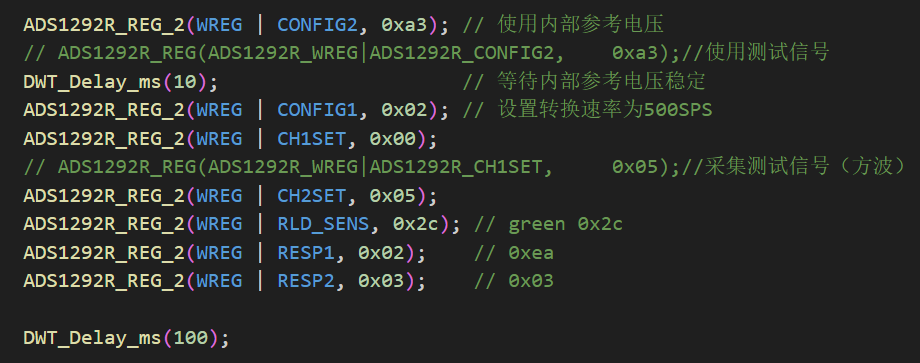 ADS1292R_REG_2(WREG | CONFIG2, 0xa3); // 使用内部参考电压
// ADS1292R_REG(ADS1292R_WREG|ADS1292R_CONFIG2,    0xa3);//使用测试信号
DWT_Delay_ms(10);                     // 等待内部参考电压稳定
ADS1292R_REG_2(WREG | CONFIG1, 0x02); // 设置转换速率为500SPS
ADS1292R_REG_2(WREG | CH1SET, 0x00);
// ADS1292R_REG(ADS1292R_WREG|ADS1292R_CH1SET,     0x05);//采集测试信号（方波）
ADS1292R_REG_2(WREG | CH2SET, 0x05);
ADS1292R_REG_2(WREG | RLD_SENS, 0x2c); // green 0x2c
ADS1292R_REG_2(WREG | RESP1, 0x02);    // 0xea
ADS1292R_REG_2(WREG | RESP2, 0x03);    // 0x03
DWT_Delay_ms(100);